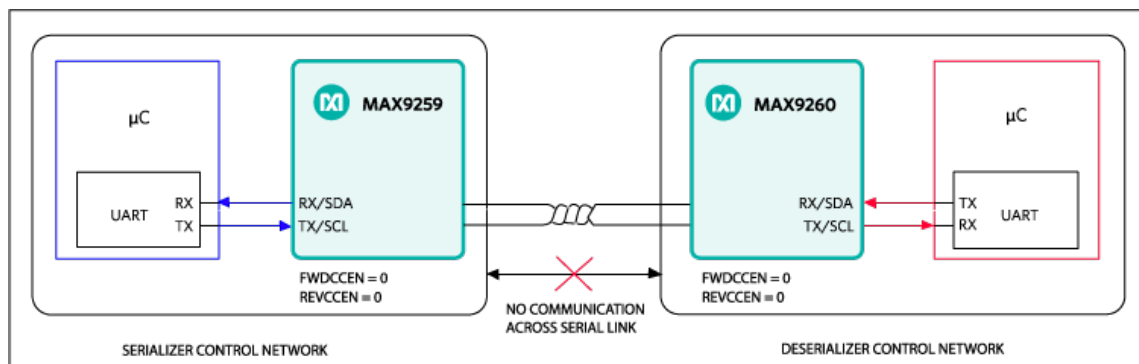 µC
MAX9259
UART
RX
TX
RX/SDA
TX/SCL
FWDCCEN = 0
REVCCEN = 0
SERIALIZER CONTROL NETWORK
NO COMMUNICATION
ACROSS SERIAL LINK
MAX9260
RX/SDA
TX/SCL
FWDCCEN = 0
REVCCEN = 0
µC
TX
RX
UART
DESERIALIZER CONTROL NETWORK